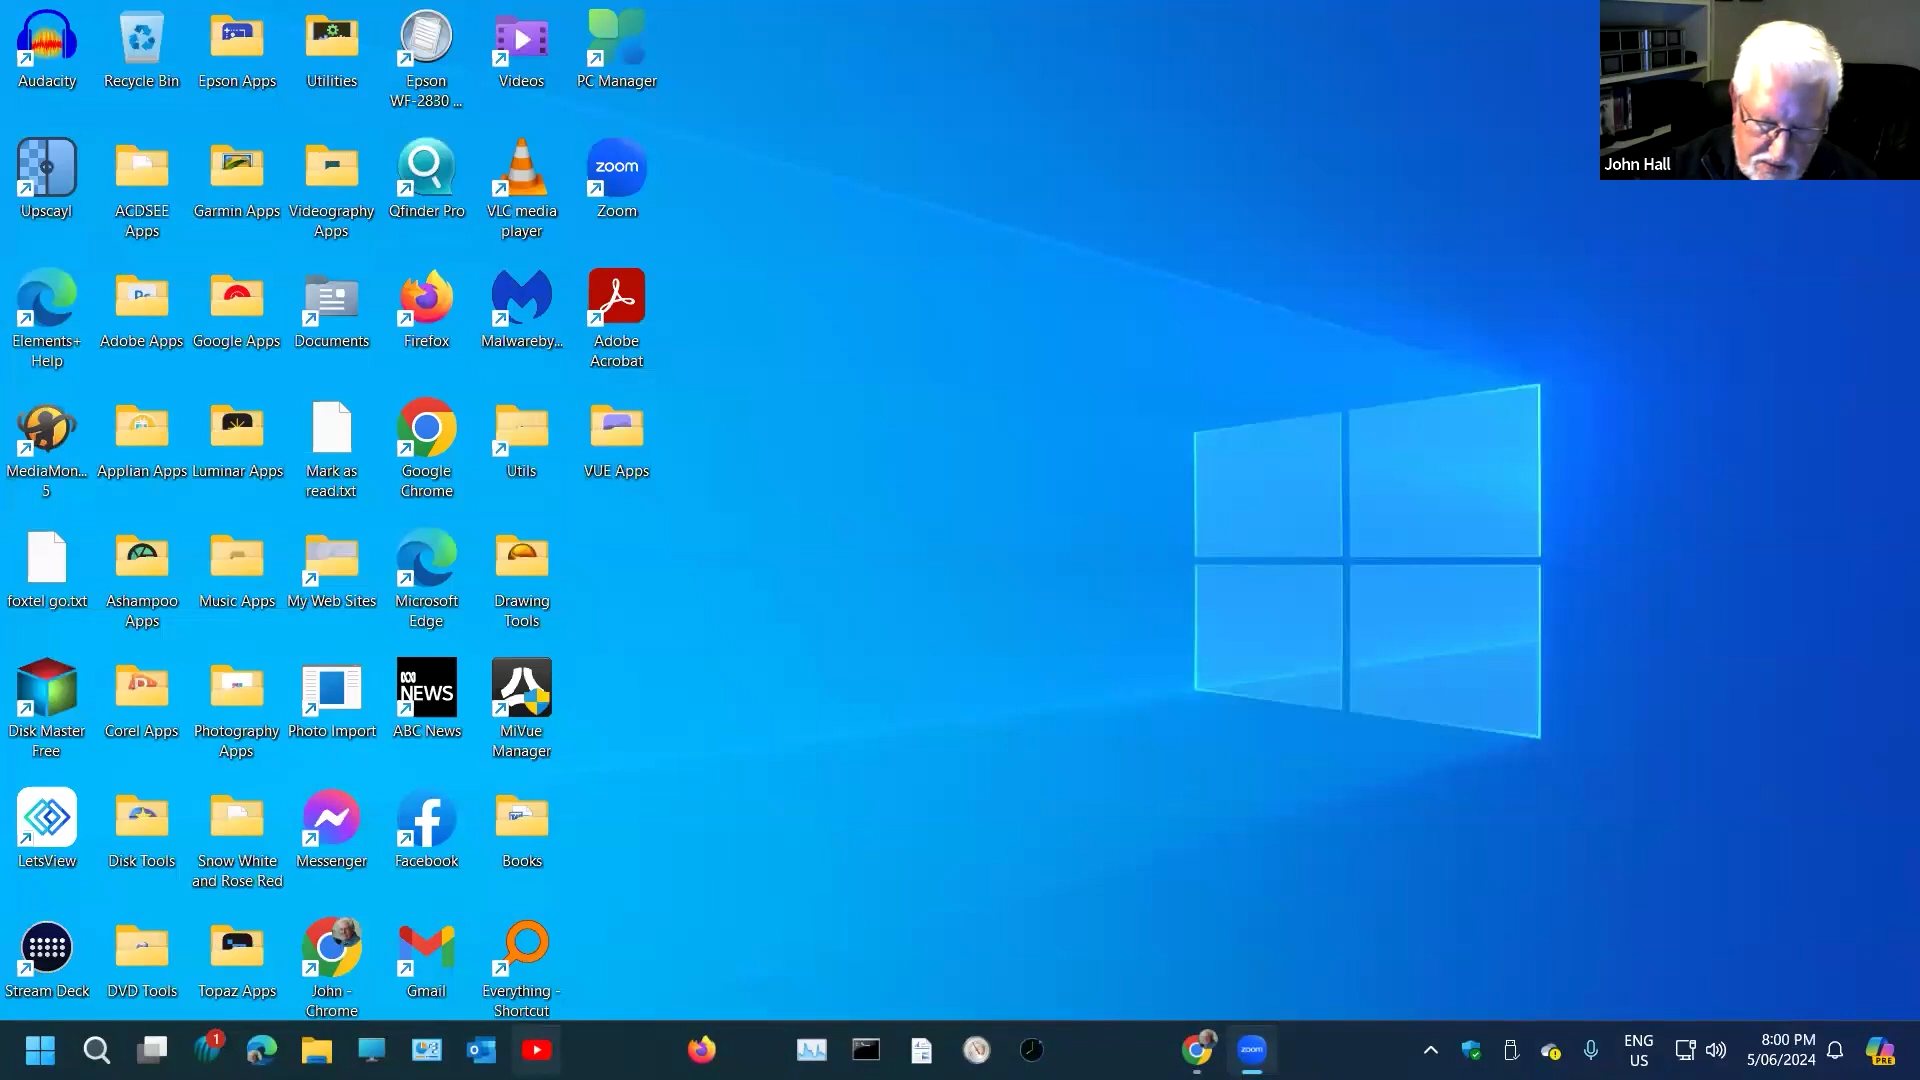 Audacity
Recycle Bin
Epson Apps
Utilities
Epson
WF-2830 ...
Videos
PC Manager
John Hall
Upscayl
ACDSEE
Apps
Garmin Apps
Videography
Apps
Qfinder Pro
VLC media
player
zoom
Zoom
Elements+
Help
Adobe Apps
Google Apps
Documents
Firefox
Malwareby...
Adobe
Acrobat
MediaMon...
5
Applian Apps
Luminar Apps
Mark as
read.txt
Google
Chrome
Utils
VUE Apps
foxtel go.txt
Ashampoo
Apps
Music Apps
My Web Sites
Microsoft
Edge
Drawing
Tools
Disk Master
Free
Corel Apps
Photography
Apps
Photo Import
NEWS
ABC News
MiVue
Manager
LetsView
Disk Tools
Snow White
and Rose Red
Messenger
Facebook
Books
Stream Deck
DVD Tools
Topaz Apps
John -
Chrome
Gmail
Everything -
Shortcut
1
zoom
ENG
US
8:00 PM
5/06/2024
PRE